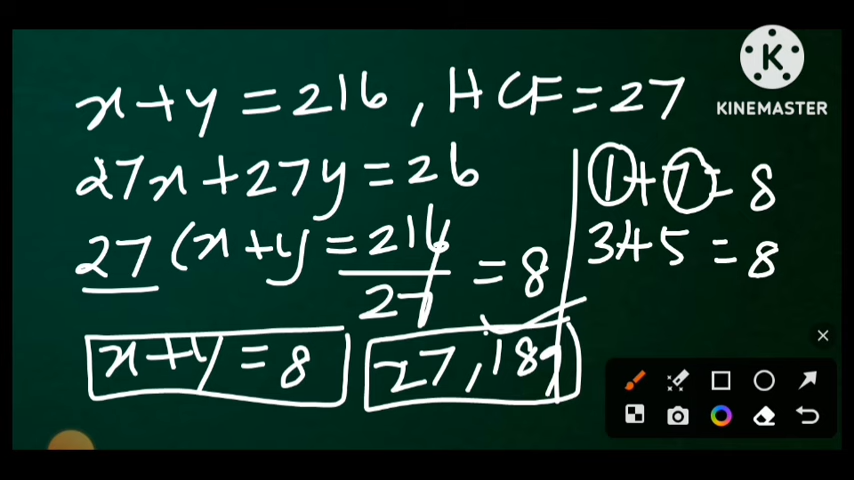 x+y=216, HCF=27
K
KINEMASTER
27x+27y=26
1+7=8
27(x+y=216/27=8
3+5=8
x+y=8
27,189